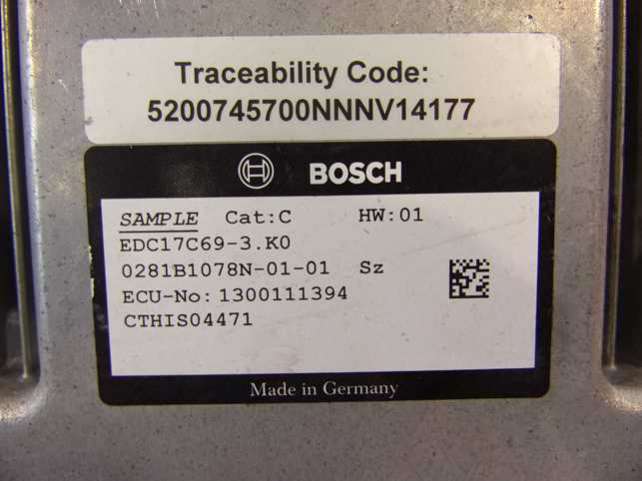 Traceability Code:
5200745700NNNV14177
BOSCH
SAMPLE Cat:C HW:01
EDC17C69-3.K0
0281B1078N-01-01 Sz
ECU-No:1300111394
CTHIS04471
Made in Germany